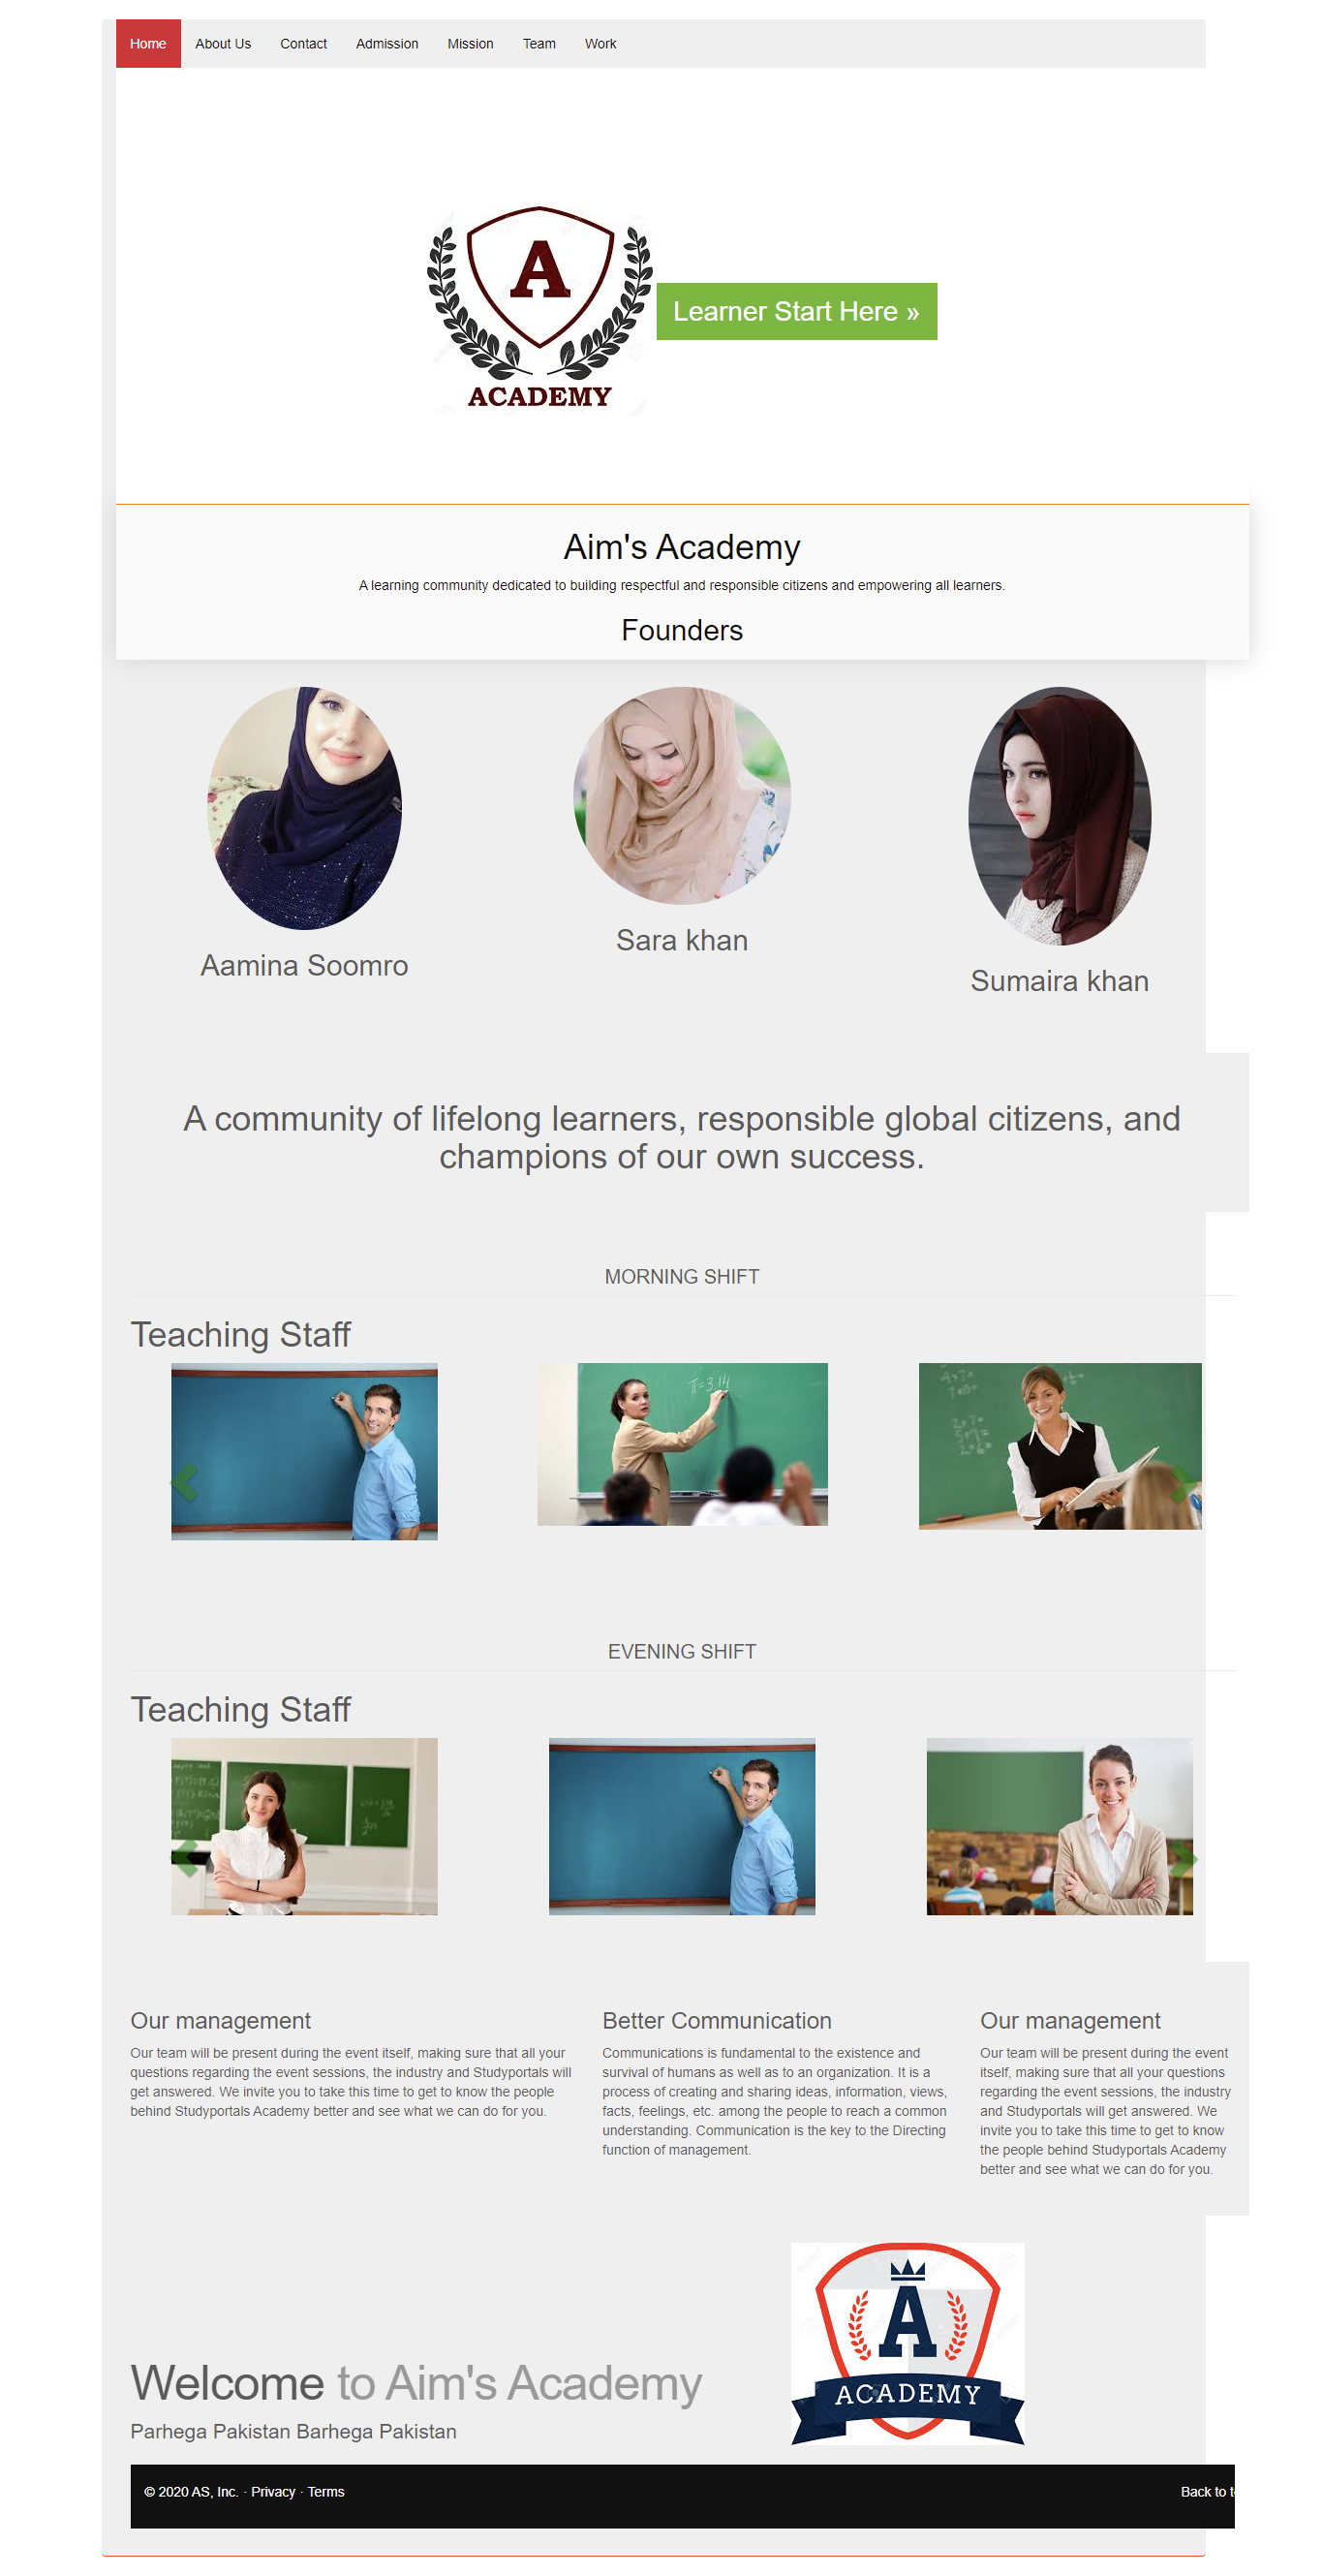 Home About Us Contact Admission Mission Team Work
A
ACADEMY
Learner Start Here »
Aim's Academy
A learning community dedicated to building respectful and responsible citizens and empowering all learners.
Founders
Aamina Soomro
Sara khan
Sumaira khan
A community of lifelong learners, responsible global citizens, and
champions of our own success.
MORNING SHIFT
Teaching Staff
π=3,14
EVENING SHIFT
Teaching Staff
Our management
Our team will be present during the event itself, making sure that all your
questions regarding the event sessions, the industry and Studyportals will
get answered. We invite you to take this time to get to know the people
behind Studyportals Academy better and see what we can do for you.
Better Communication
Communications is fundamental to the existence and
survival of humans as well as to an organization. It is a
process of creating and sharing ideas, information, views,
facts, feelings, etc. among the people to reach a common
understanding. Communication is the key to the Directing
function of management.
Our management
Our team will be present during the event
itself, making sure that all your questions
regarding the event sessions, the industry
and Studyportals will get answered. We
invite you to take this time to get to know
the people behind Studyportals Academy
better and see what we can do for you.
A
ACADEMY
Welcome to Aim's Academy
Parhega Pakistan Barhega Pakistan
© 2020 AS, Inc. · Privacy · Terms
Back to